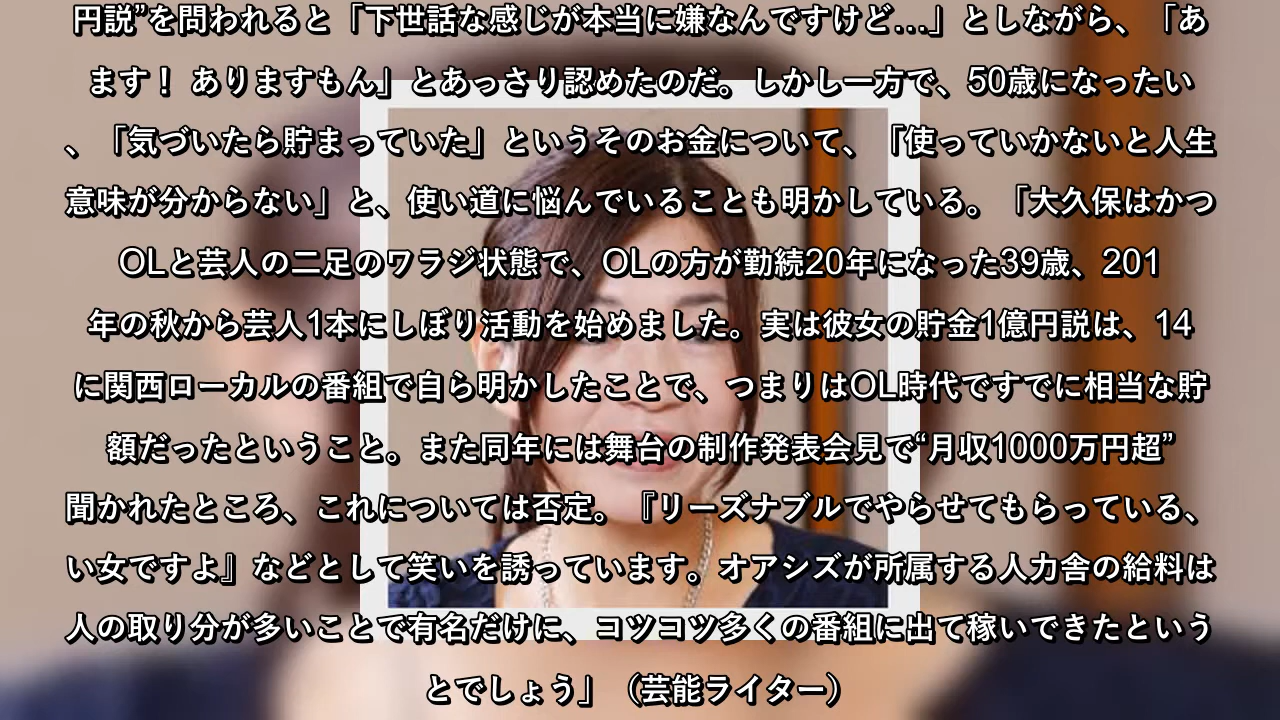 円説”を問われると「下世話な感じが本当に嫌なんですけど…」としながら、「あ
ます！ ありますもん」とあっさり認めたのだ。しかし一方で、50歳になったい
、「気づいたら貯まっていた」というそのお金について、「使っていかないと人生
意味が分からない」と、使い道に悩んでいることも明かしている。「大久保はかつ
OLと芸人の二足のワラジ状態で、OLの方が勤続20年になった39歳、201
年の秋から芸人1本にしぼり活動を始めました。実は彼女の貯金1億円説は、14
に関西ローカルの番組で自ら明かしたことで、つまりはOL時代ですでに相当な貯
額だったということ。また同年には舞台の制作発表会見で“月収1000万円超”
聞かれたところ、これについては否定。『リーズナブルでやらせてもらっている、
い女ですよ』などとして笑いを誘っています。オアシズが所属する人力舎の給料は
人の取り分が多いことで有名だけに、コツコツ多くの番組に出て稼いできたという
とでしょう」（芸能ライター）